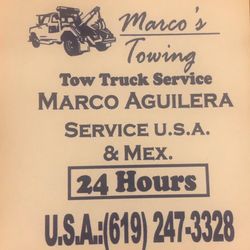 Marco's
Towing
Tow Truck Service
Marco Aguilera
Service U.S.A.
& Mex.
24 Hours
U.S.A.:(619) 247-3328